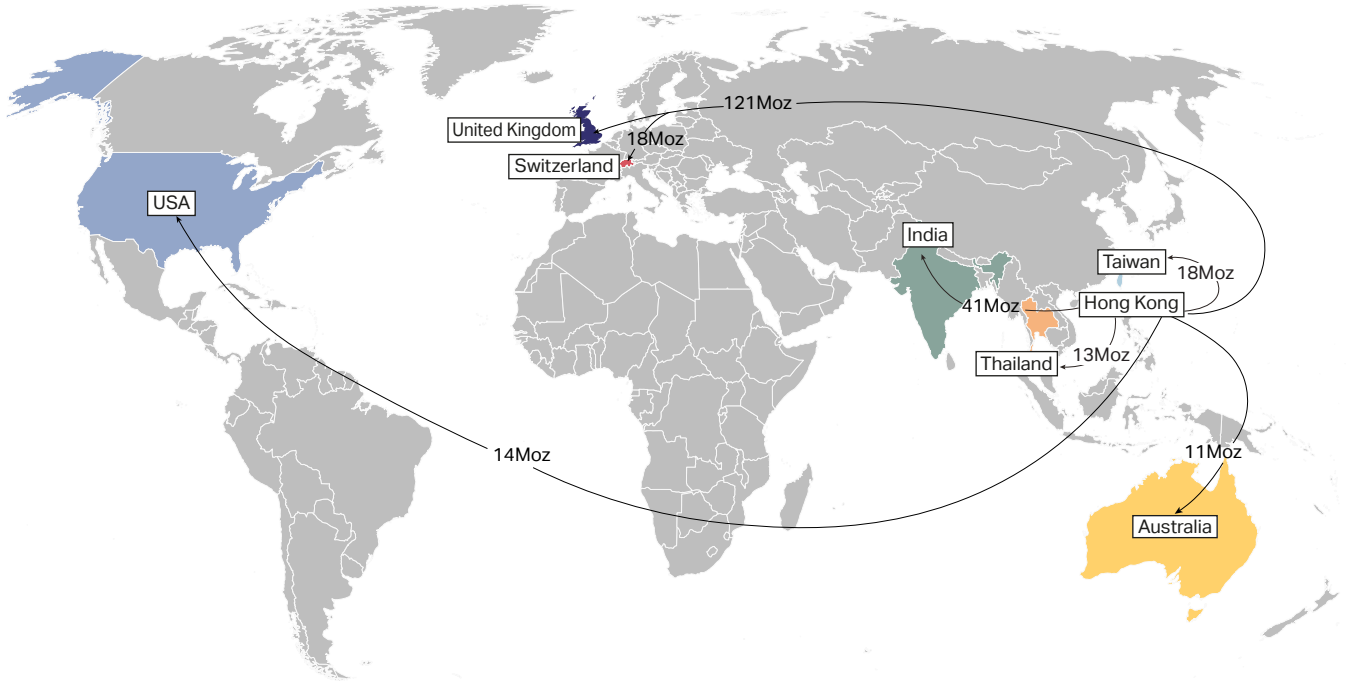 121Moz
United Kingdom
18Moz
Switzerland
USA
India
Taiwan
18Moz
Hong Kong
41Moz
13Moz
Thailand
14Moz
11Moz
Australia